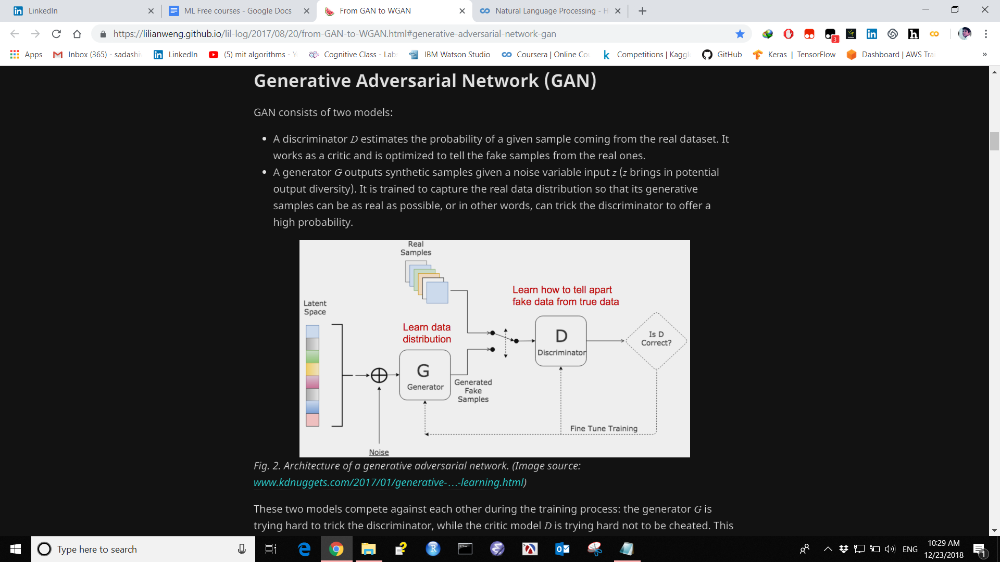 LinkedIn
ML Free courses - Google Docs
From GAN to WGAN
Natural Language Processing - H
https://lilianweng.github.io/lil-log/2017/08/20/from-GAN-to-WGAN.html#generative-adversarial-network-gan
3
Apps
Inbox (365) - sadashi
LinkedIn
(5) mit algorithms - Y
Cognitive Class - Lab
IBM Watson Studio
Coursera | Online Co
Competitions | Kaggl
GitHub
Keras | TensorFlow
Dashboard | AWS Tra
»
Generative Adversarial Network (GAN)
GAN consists of two models:
• A discriminator D estimates the probability of a given sample coming from the real dataset. It
works as a critic and is optimized to tell the fake samples from the real ones.
• A generator G outputs synthetic samples given a noise variable input z (z brings in potential
output diversity). It is trained to capture the real data distribution so that its generative
samples can be as real as possible, or in other words, can trick the discriminator to offer a
high probability.
Real
Samples
Learn how to tell apart
fake data from true data
Latent
Space
Learn data
distribution
D
Discriminator
Is D
Correct?
G
Generator
Generated
Fake
Samples
Fine Tune Training
Noise
Fig. 2. Architecture of a generative adversarial network. (Image source:
www.kdnuggets.com/2017/01/generative-…-learning.html)
These two models compete against each other during the training process: the generator G is
trying hard to trick the discriminator, while the critic model D is trying hard not to be cheated. This
Type here to search
ENG
10:29 AM
12/23/2018
1